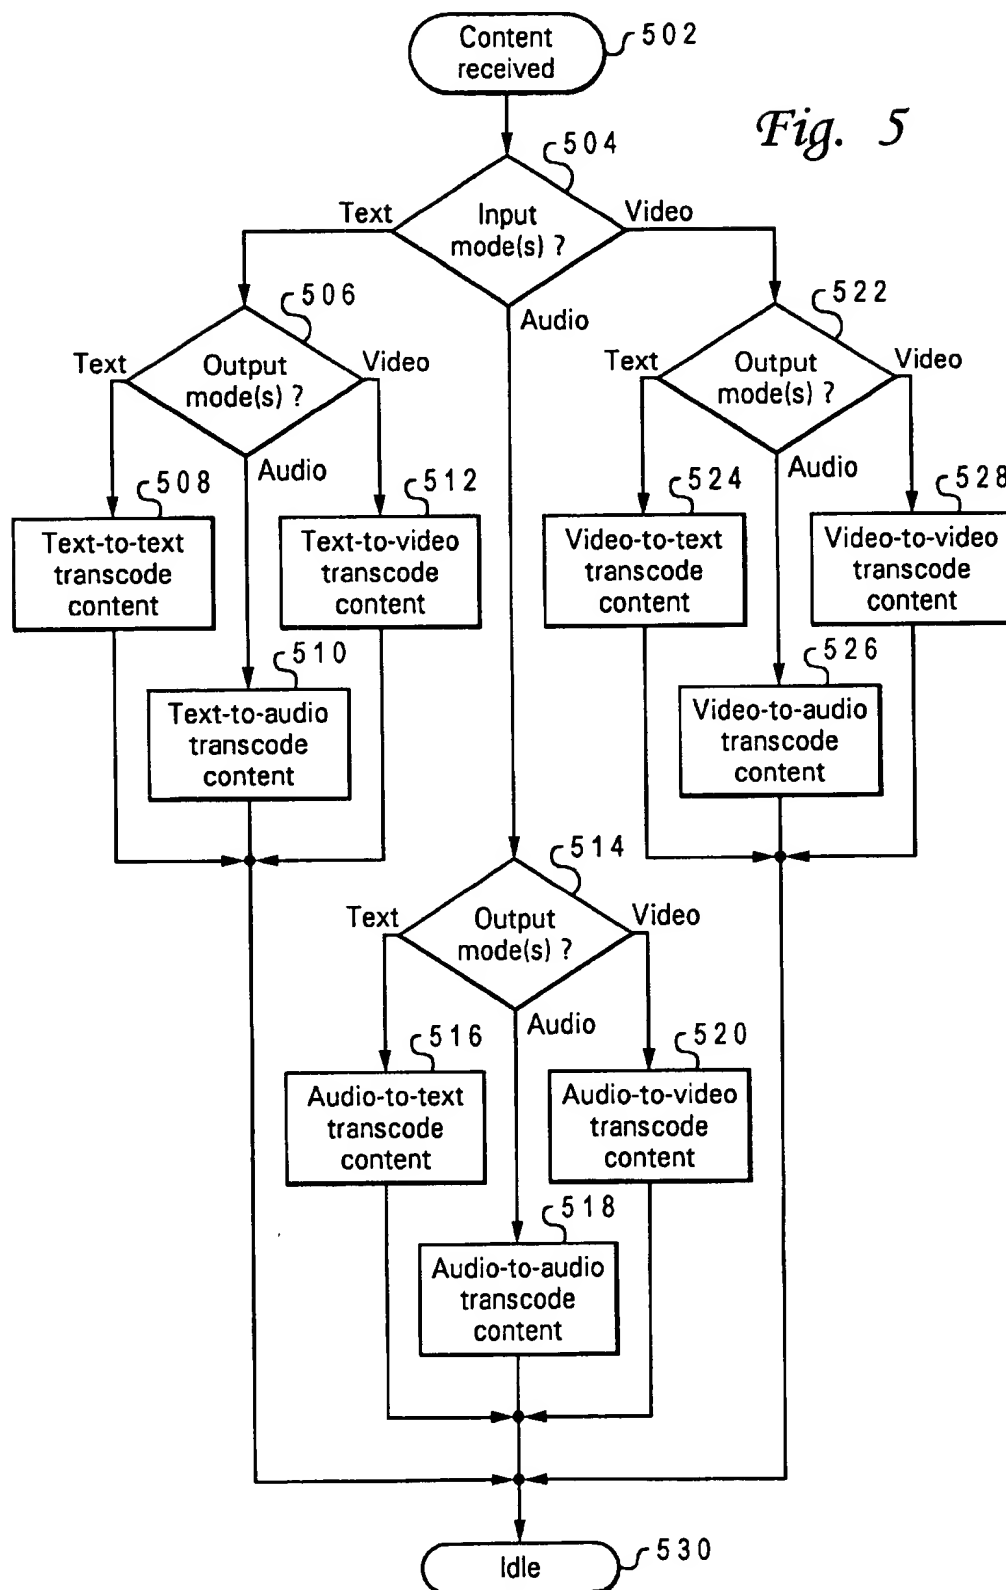 Content
received
502
Fig. 5
504
Input
mode(s) ?
Text
Video
Audio
506
Output
mode(s) ?
Text
Video
Audio
522
Output
mode(s) ?
Text
Video
Audio
508
Text-to-text
transcode
content
512
Text-to-video
transcode
content
524
Video-to-text
transcode
content
528
Video-to-video
transcode
content
510
Text-to-audio
transcode
content
526
Video-to-audio
transcode
content
514
Output
mode(s) ?
Text
Video
Audio
516
Audio-to-text
transcode
content
520
Audio-to-video
transcode
content
518
Audio-to-audio
transcode
content
Idle
530